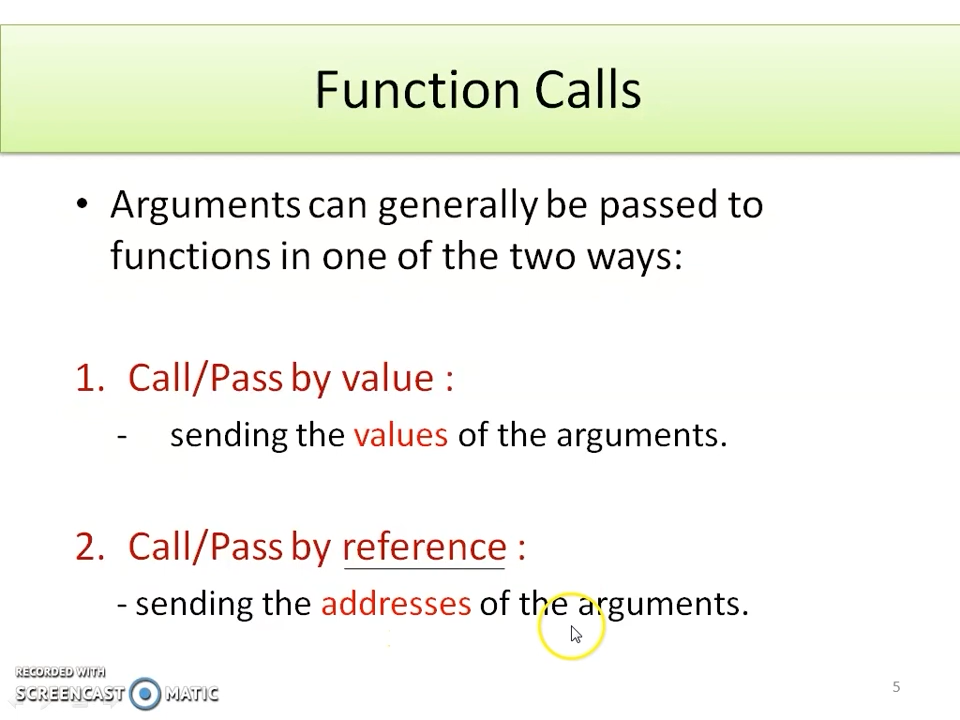 Function Calls
• Arguments can generally be passed to
functions in one of the two ways:
1. Call/Pass by value :
- sending the values of the arguments.
2. Call/Pass by reference :
- sending the addresses of the arguments.
RECORDED WITH
SCREENCAST MATIC
5